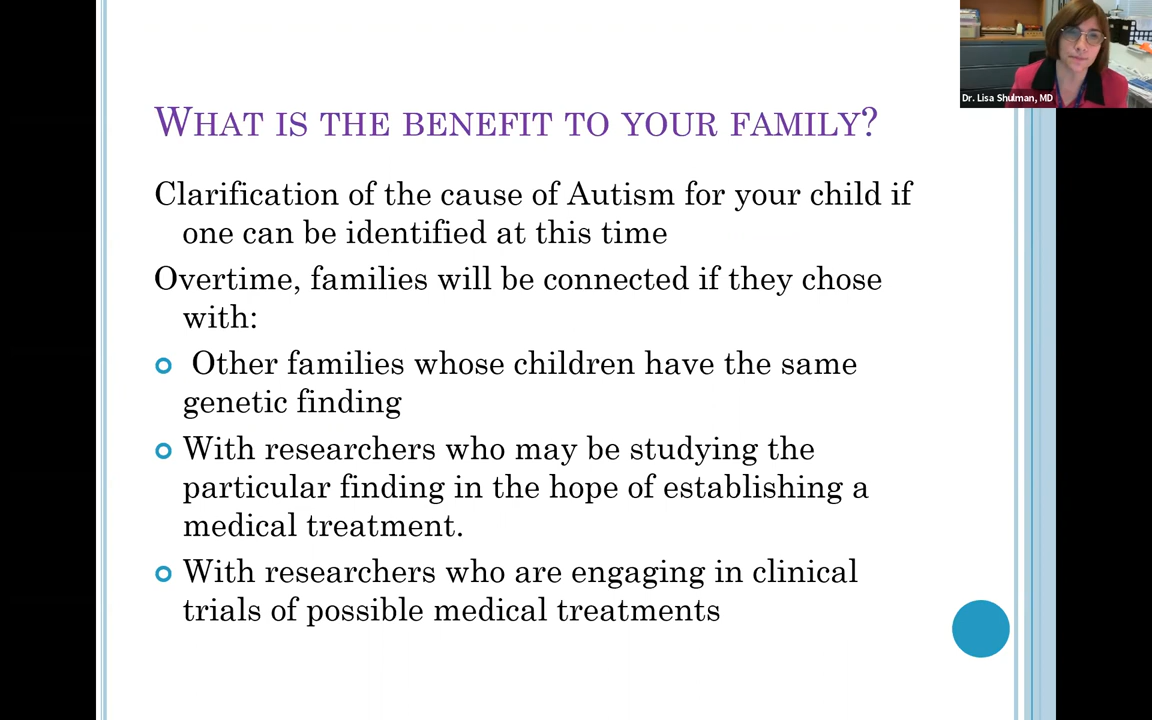 Dr. Lisa Shulman, MD
WHAT IS THE BENEFIT TO YOUR FAMILY?
Clarification of the cause of Autism for your child if
one can be identified at this time
Overtime, families will be connected if they chose
with:
Other families whose children have the same
genetic finding
With researchers who may be studying the
particular finding in the hope of establishing a
medical treatment.
With researchers who are engaging in clinical
trials of possible medical treatments